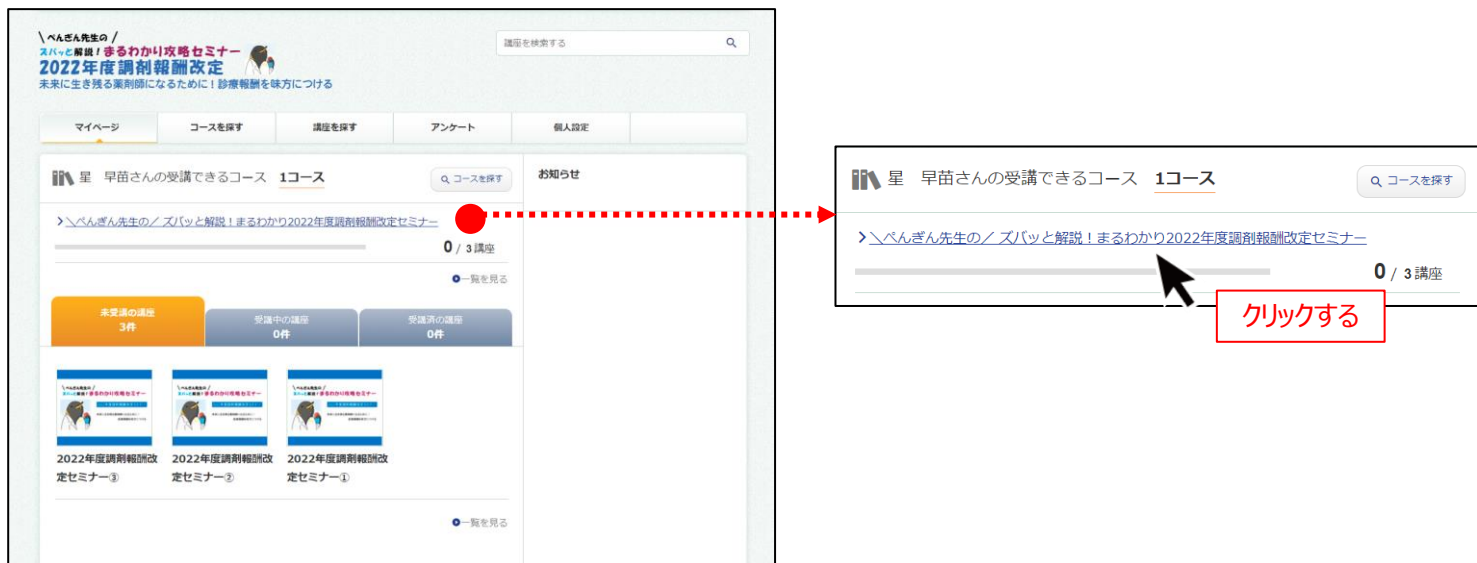 \ ぺんぎん先生の /
ズバッと解説!まるわかり攻略セミナー
2022年度調剤報酬改定
未来に生き残る薬剤師になるために!診療報酬を味方につける
講座を検索する
マイページ
コースを探す
講座を探す
アンケート
個人設定
星 早苗さんの受講できるコース 1コース
コースを探す
お知らせ
＼ぺんぎん先生の／ ズバッと解説！まるわかり2022年度調剤報酬改定セミナー
0 / 3 講座
一覧を見る
未受講の講座
3件
受講中の講座
0件
受講済の講座
0件
2022年度調剤報酬改
定セミナー③
2022年度調剤報酬改
定セミナー②
2022年度調剤報酬改
定セミナー①
一覧を見る
星 早苗さんの受講できるコース 1コース
コースを探す
＼ぺんぎん先生の／ ズバッと解説！まるわかり2022年度調剤報酬改定セミナー
0 / 3 講座
クリックする